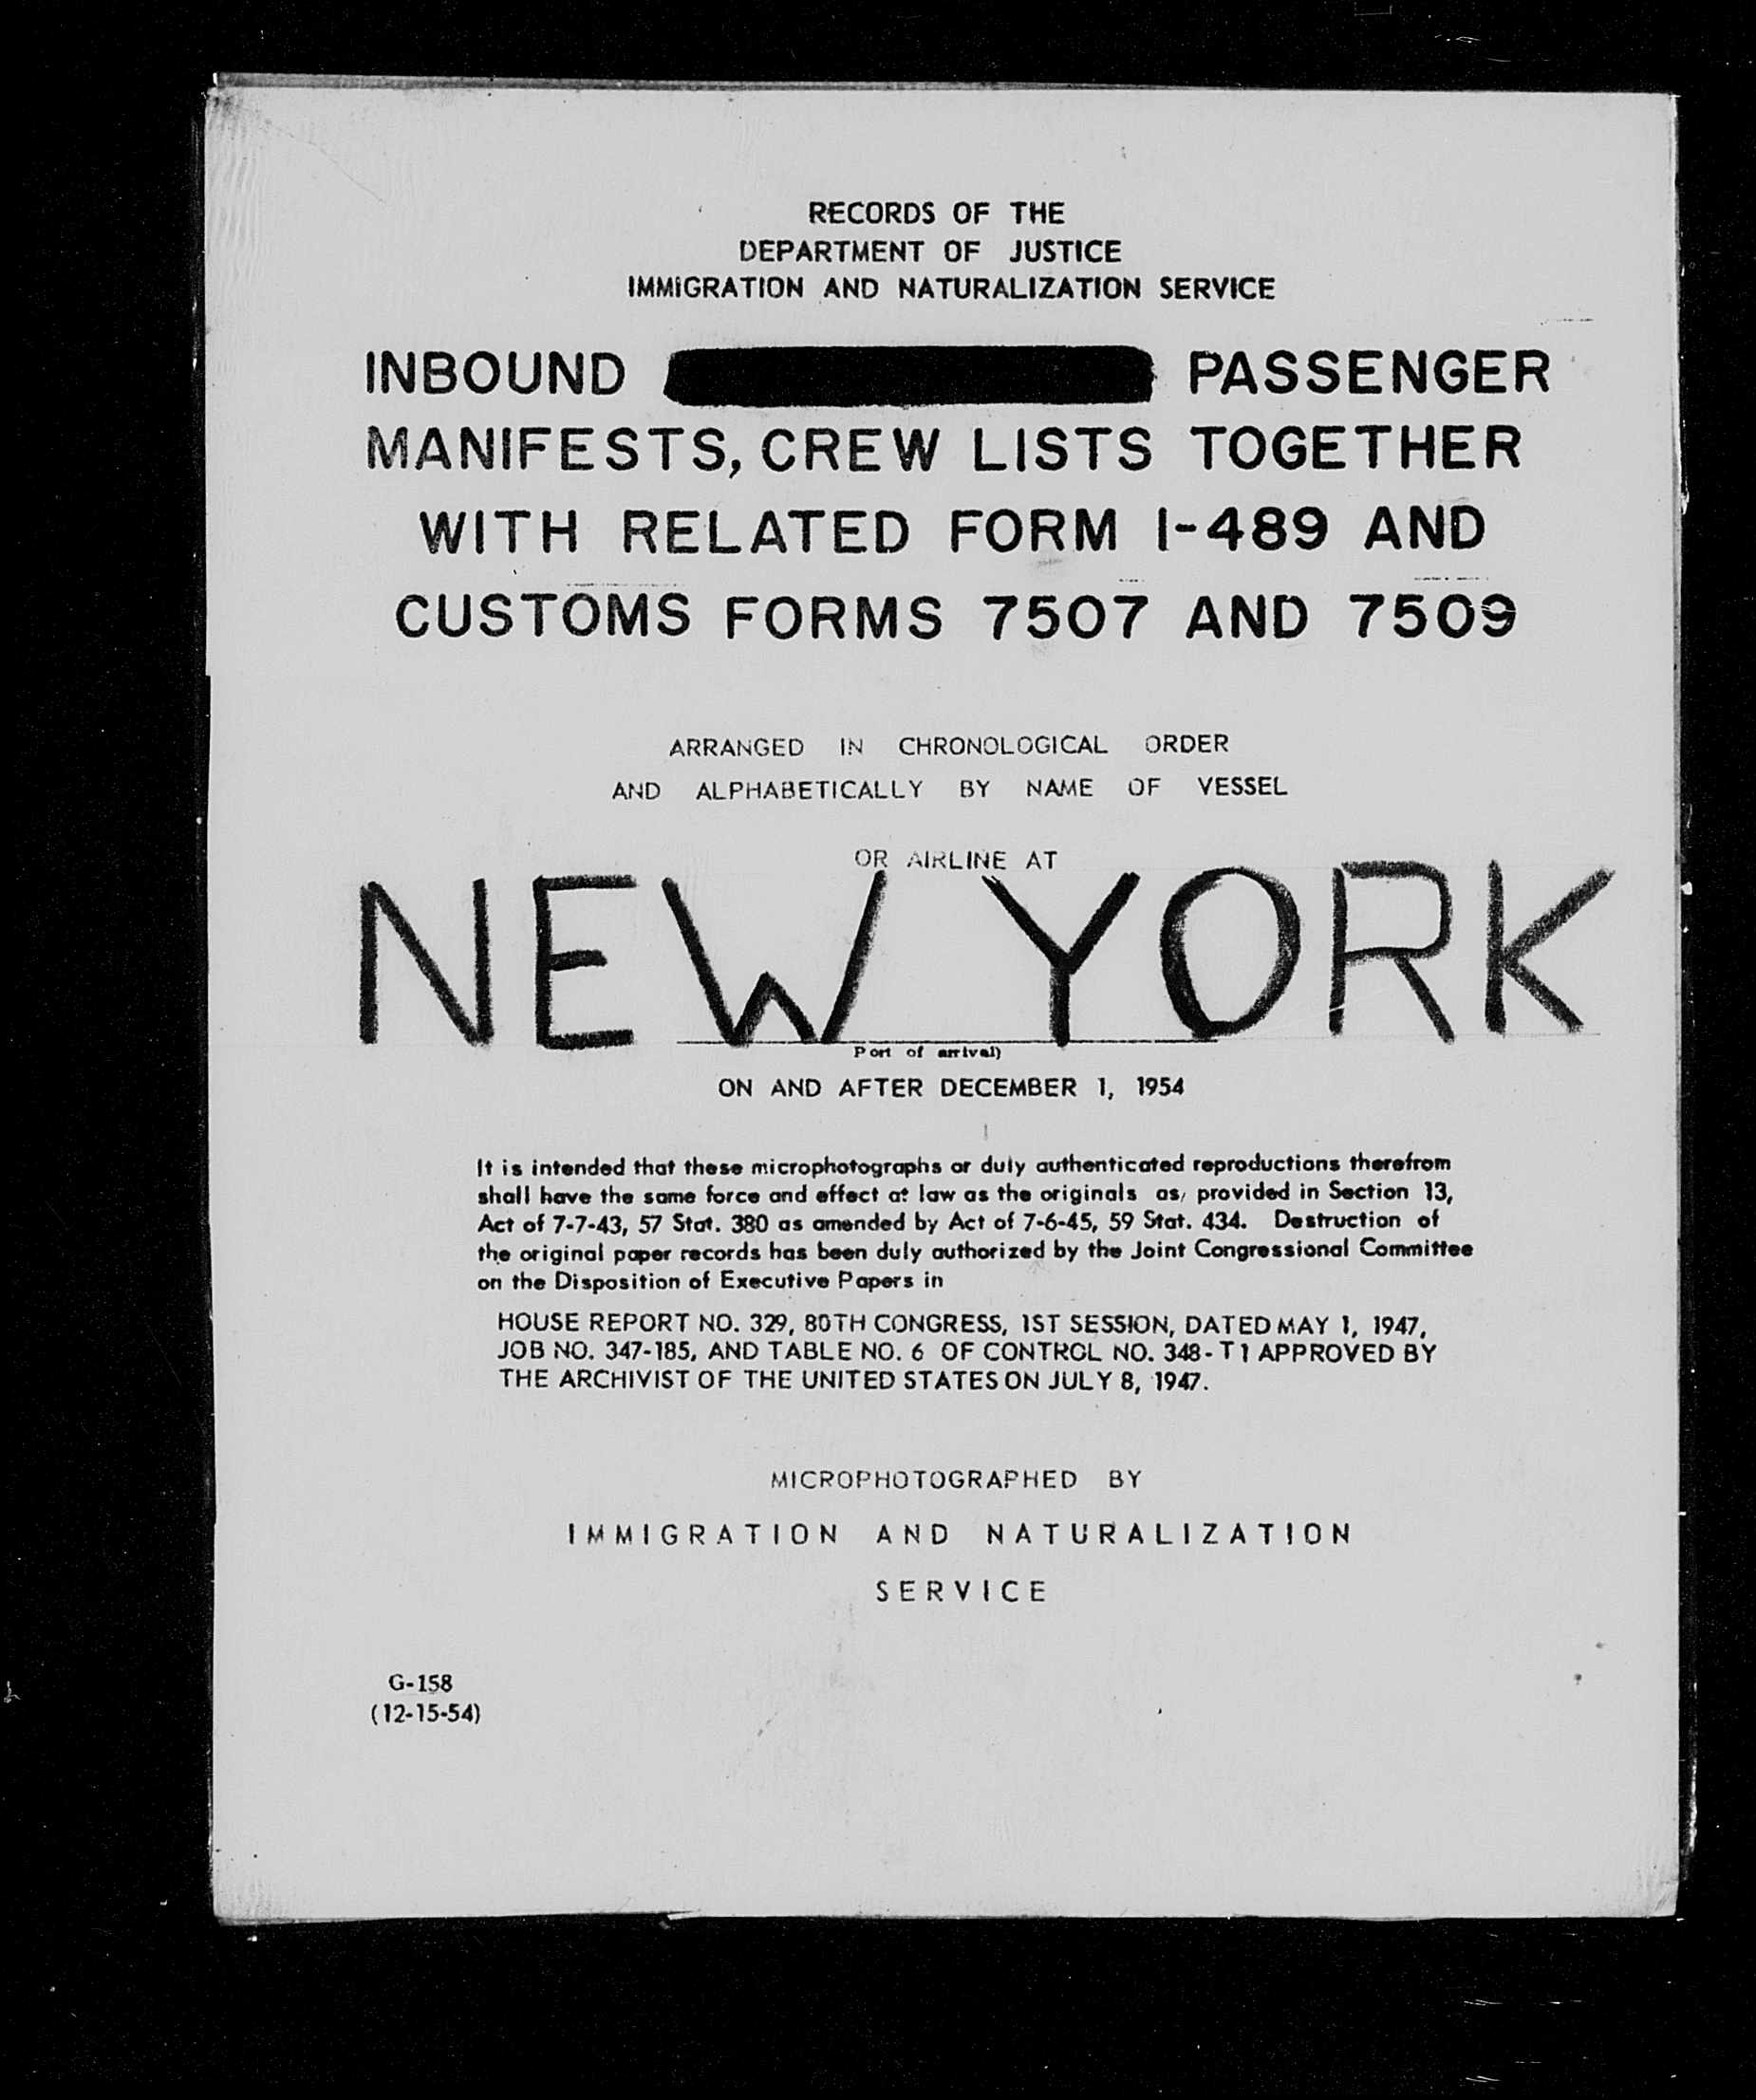 RECORDS OF THE
DEPARTMENT OF JUSTICE
IMMIGRATION AND NATURALIZATION SERVICE
INBOUND PASSENGER
MANIFESTS, CREW LISTS TOGETHER
WITH RELATED FORM I-489 AND
CUSTOMS FORMS 7507 AND 7509
ARRANGED IN CHRONOLOGICAL ORDER
AND ALPHABETICALLY BY NAME OF VESSEL
OR AIRLINE AT
NEW YORK
Port of arrival)
ON AND AFTER DECEMBER 1, 1954
It is intended that these microphotographs or duly authenticated reproductions therefrom
shall have the same force and effect at law as the originals as, provided in Section 13,
Act of 7-7-43, 57 Stat. 380 as amended by Act of 7-6-45, 59 Stat. 434. Destruction of
the original paper records has been duly authorized by the Joint Congressional Committee
on the Disposition of Executive Papers in
HOUSE REPORT NO. 329, 80TH CONGRESS, 1ST SESSION, DATED MAY 1, 1947,
JOB NO. 347-185, AND TABLE NO. 6 OF CONTROL NO. 348-T1 APPROVED BY
THE ARCHIVIST OF THE UNITED STATES ON JULY 8, 1947.
MICROPHOTOGRAPHED BY
IMMIGRATION AND NATURALIZATION
SERVICE
G-158
(12-15-54)